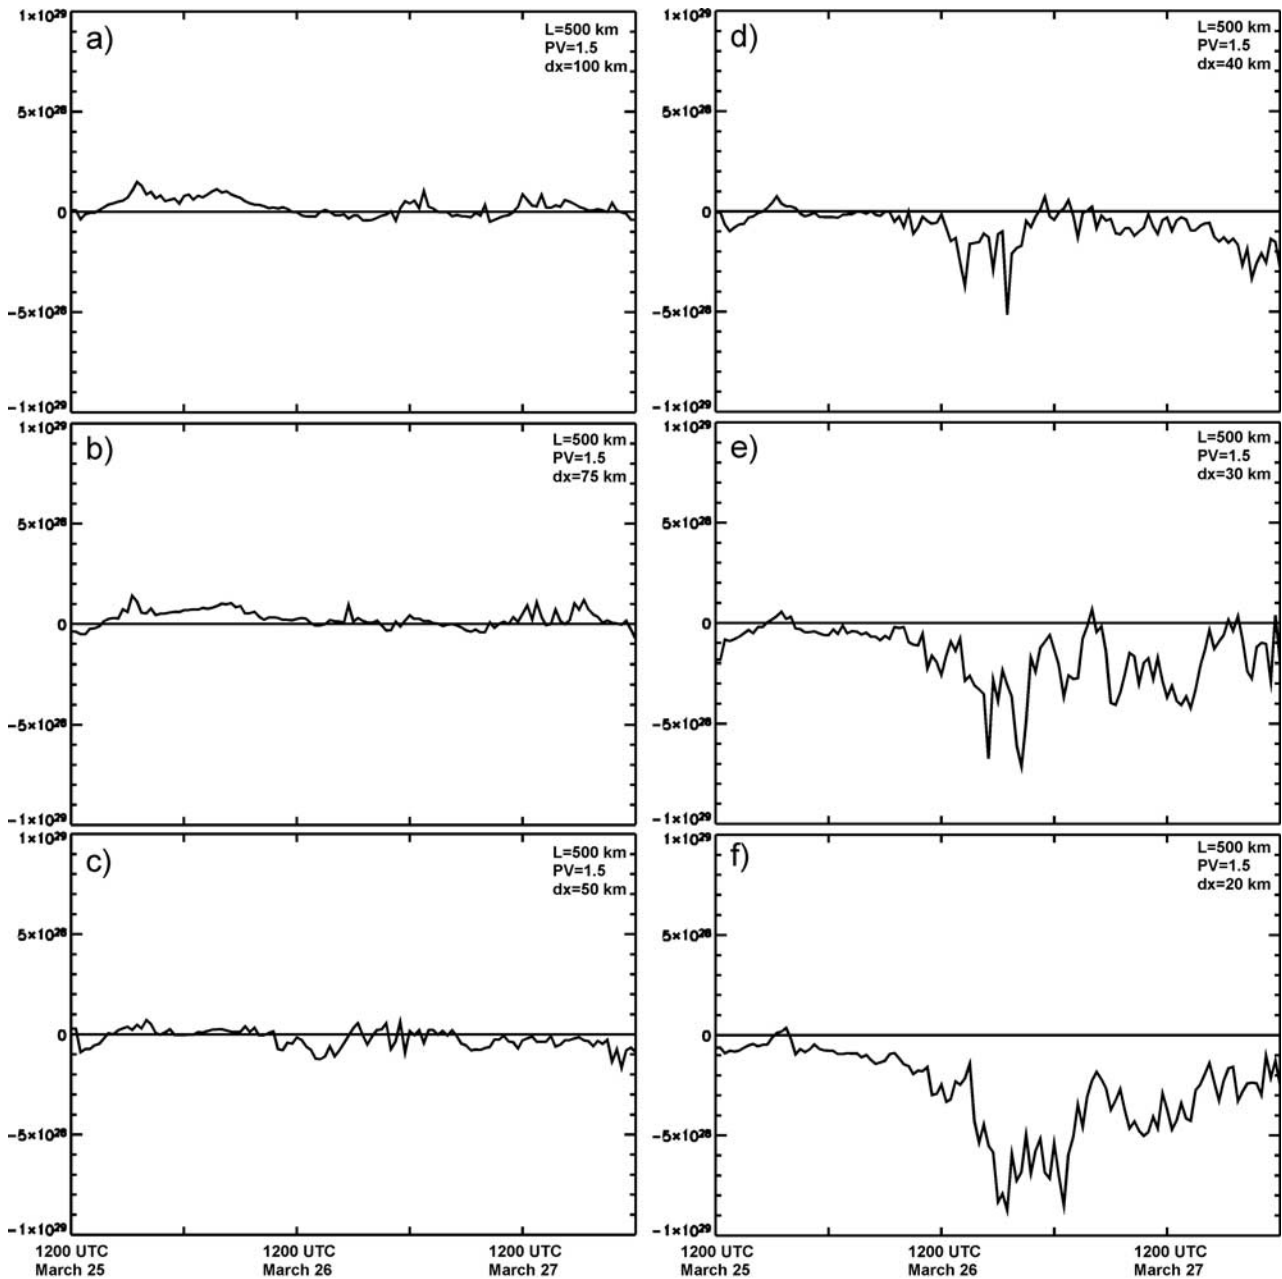 a)
1×10²⁹
5×10²⁸
0
−5×10²⁸
−1×10²⁹
L=500 km
PV=1.5
dx=100 km
b)
1×10²⁹
5×10²⁸
0
−5×10²⁸
−1×10²⁹
L=500 km
PV=1.5
dx=75 km
c)
1×10²⁹
5×10²⁸
0
−5×10²⁸
−1×10²⁹
L=500 km
PV=1.5
dx=50 km
1200 UTC
March 25
1200 UTC
March 26
1200 UTC
March 27
d)
1×10²⁹
5×10²⁸
0
−5×10²⁸
−1×10²⁹
L=500 km
PV=1.5
dx=40 km
e)
1×10²⁹
5×10²⁸
0
−5×10²⁸
−1×10²⁹
L=500 km
PV=1.5
dx=30 km
f)
1×10²⁹
5×10²⁸
0
−5×10²⁸
−1×10²⁹
L=500 km
PV=1.5
dx=20 km
1200 UTC
March 25
1200 UTC
March 26
1200 UTC
March 27